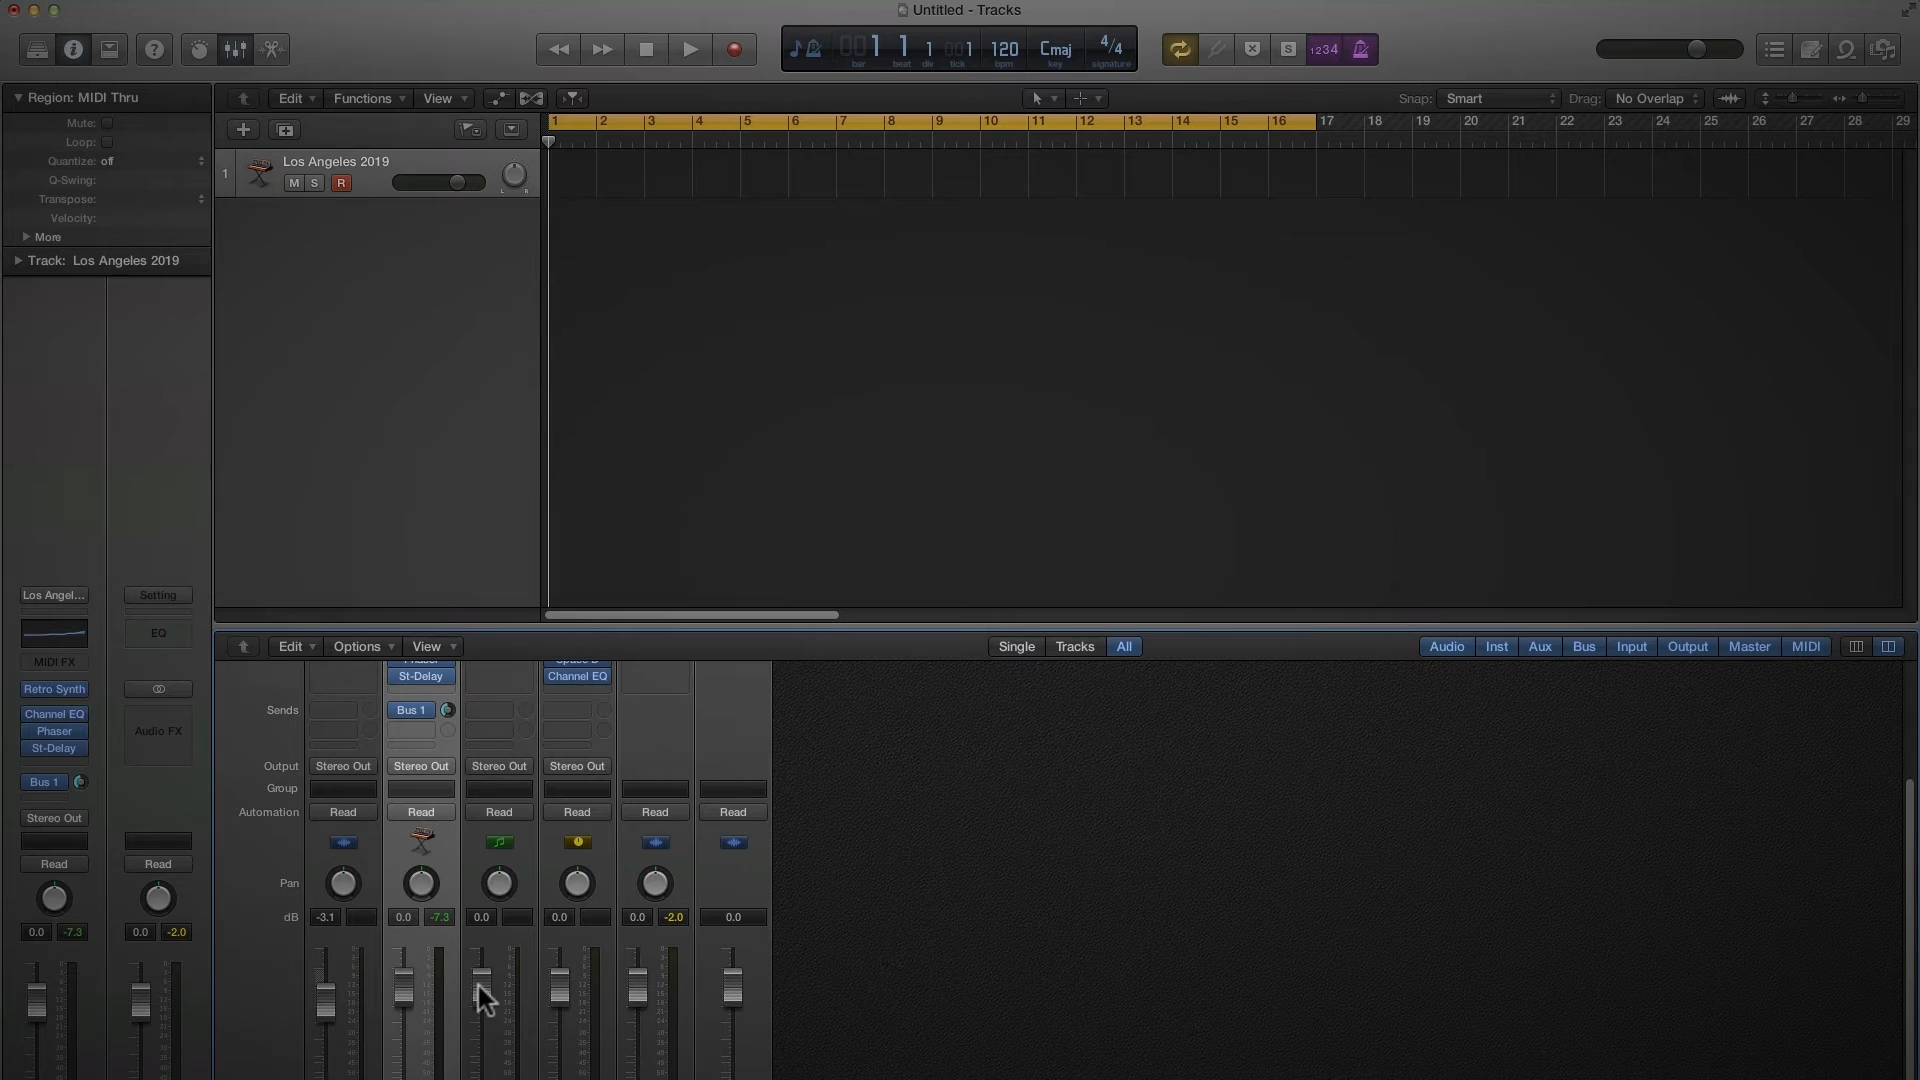 Untitled - Tracks
001 1 1 001 120 Cmaj 4/4
bar beat div tick bpm key signature
S 1234
Region: MIDI Thru
Edit Functions View
Snap: Smart Drag: No Overlap
Mute:
Loop:
Quantize: off
Q-Swing:
Transpose:
Velocity:
More
Track: Los Angeles 2019
1 2 3 4 5 6 7 8 9 10 11 12 13 14 15 16 17 18 19 20 21 22 23 24 25 26 27 28 29
1 Los Angeles 2019
M S R
L R
Los Angel... Setting
EQ
MIDI FX
Retro Synth
Channel EQ
Phaser Audio FX
St-Delay
Bus 1
Stereo Out
Read Read
0.0 -7.3 0.0 -2.0
Edit Options View
Single Tracks All
Audio Inst Aux Bus Input Output Master MIDI
St-Delay Channel EQ
Sends Bus 1
Output Stereo Out Stereo Out Stereo Out Stereo Out
Group
Automation Read Read Read Read Read Read
Pan
dB -3.1 0.0 -7.3 0.0 0.0 0.0 -2.0 0.0